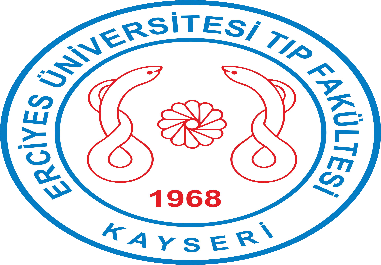 ERCİYES ÜNİVERSİTESİ TIP FAKÜLTESİ
1968
KAYSERİ